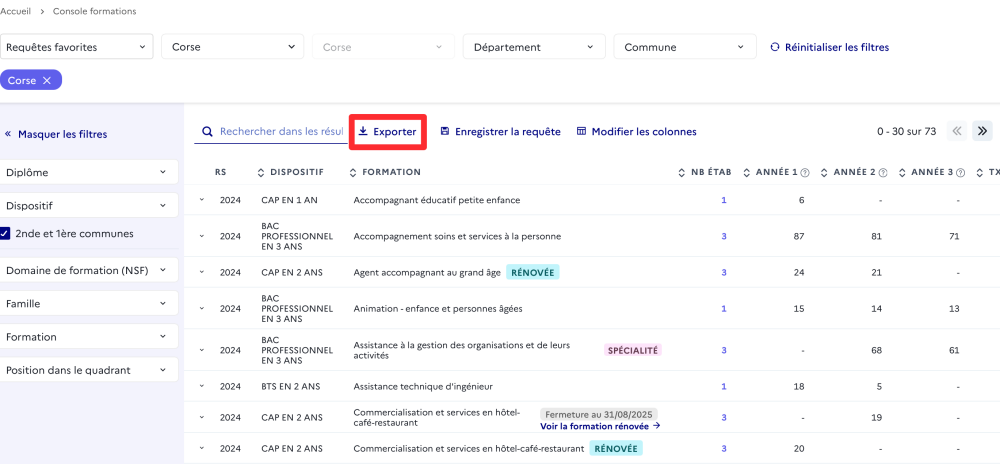 Accueil > Console formations
Requêtes favorites Corse Corse Département Commune Réinitialiser les filtres
Corse ×
« Masquer les filtres
Diplôme
Dispositif
2nde et 1ère communes
Domaine de formation (NSF)
Famille
Formation
Position dans le quadrant
Rechercher dans les résul Exporter Enregistrer la requête Modifier les colonnes 0 - 30 sur 73 « »
RS DISPOSITIF FORMATION NB ÉTAB ANNÉE 1 ? ANNÉE 2 ? ANNÉE 3 ? TX
2024 CAP EN 1 AN Accompagnant éducatif petite enfance 1 6 - -
BAC
2024 PROFESSIONNEL Accompagnement soins et services à la personne 3 87 81 71
EN 3 ANS
2024 CAP EN 2 ANS Agent accompagnant au grand âge RÉNOVÉE 3 24 21 -
BAC
2024 PROFESSIONNEL Animation - enfance et personnes âgées 1 15 14 13
EN 3 ANS
BAC
2024 PROFESSIONNEL Assistance à la gestion des organisations et de leurs SPÉCIALITÉ 3 - 68 61
EN 3 ANS activités
2024 BTS EN 2 ANS Assistance technique d'ingénieur 1 18 5 -
2024 CAP EN 2 ANS Commercialisation et services en hôtel- Fermeture au 31/08/2025 3 - 19 -
café-restaurant Voir la formation rénovée →
2024 CAP EN 2 ANS Commercialisation et services en hôtel-café-restaurant RÉNOVÉE 3 20 - -